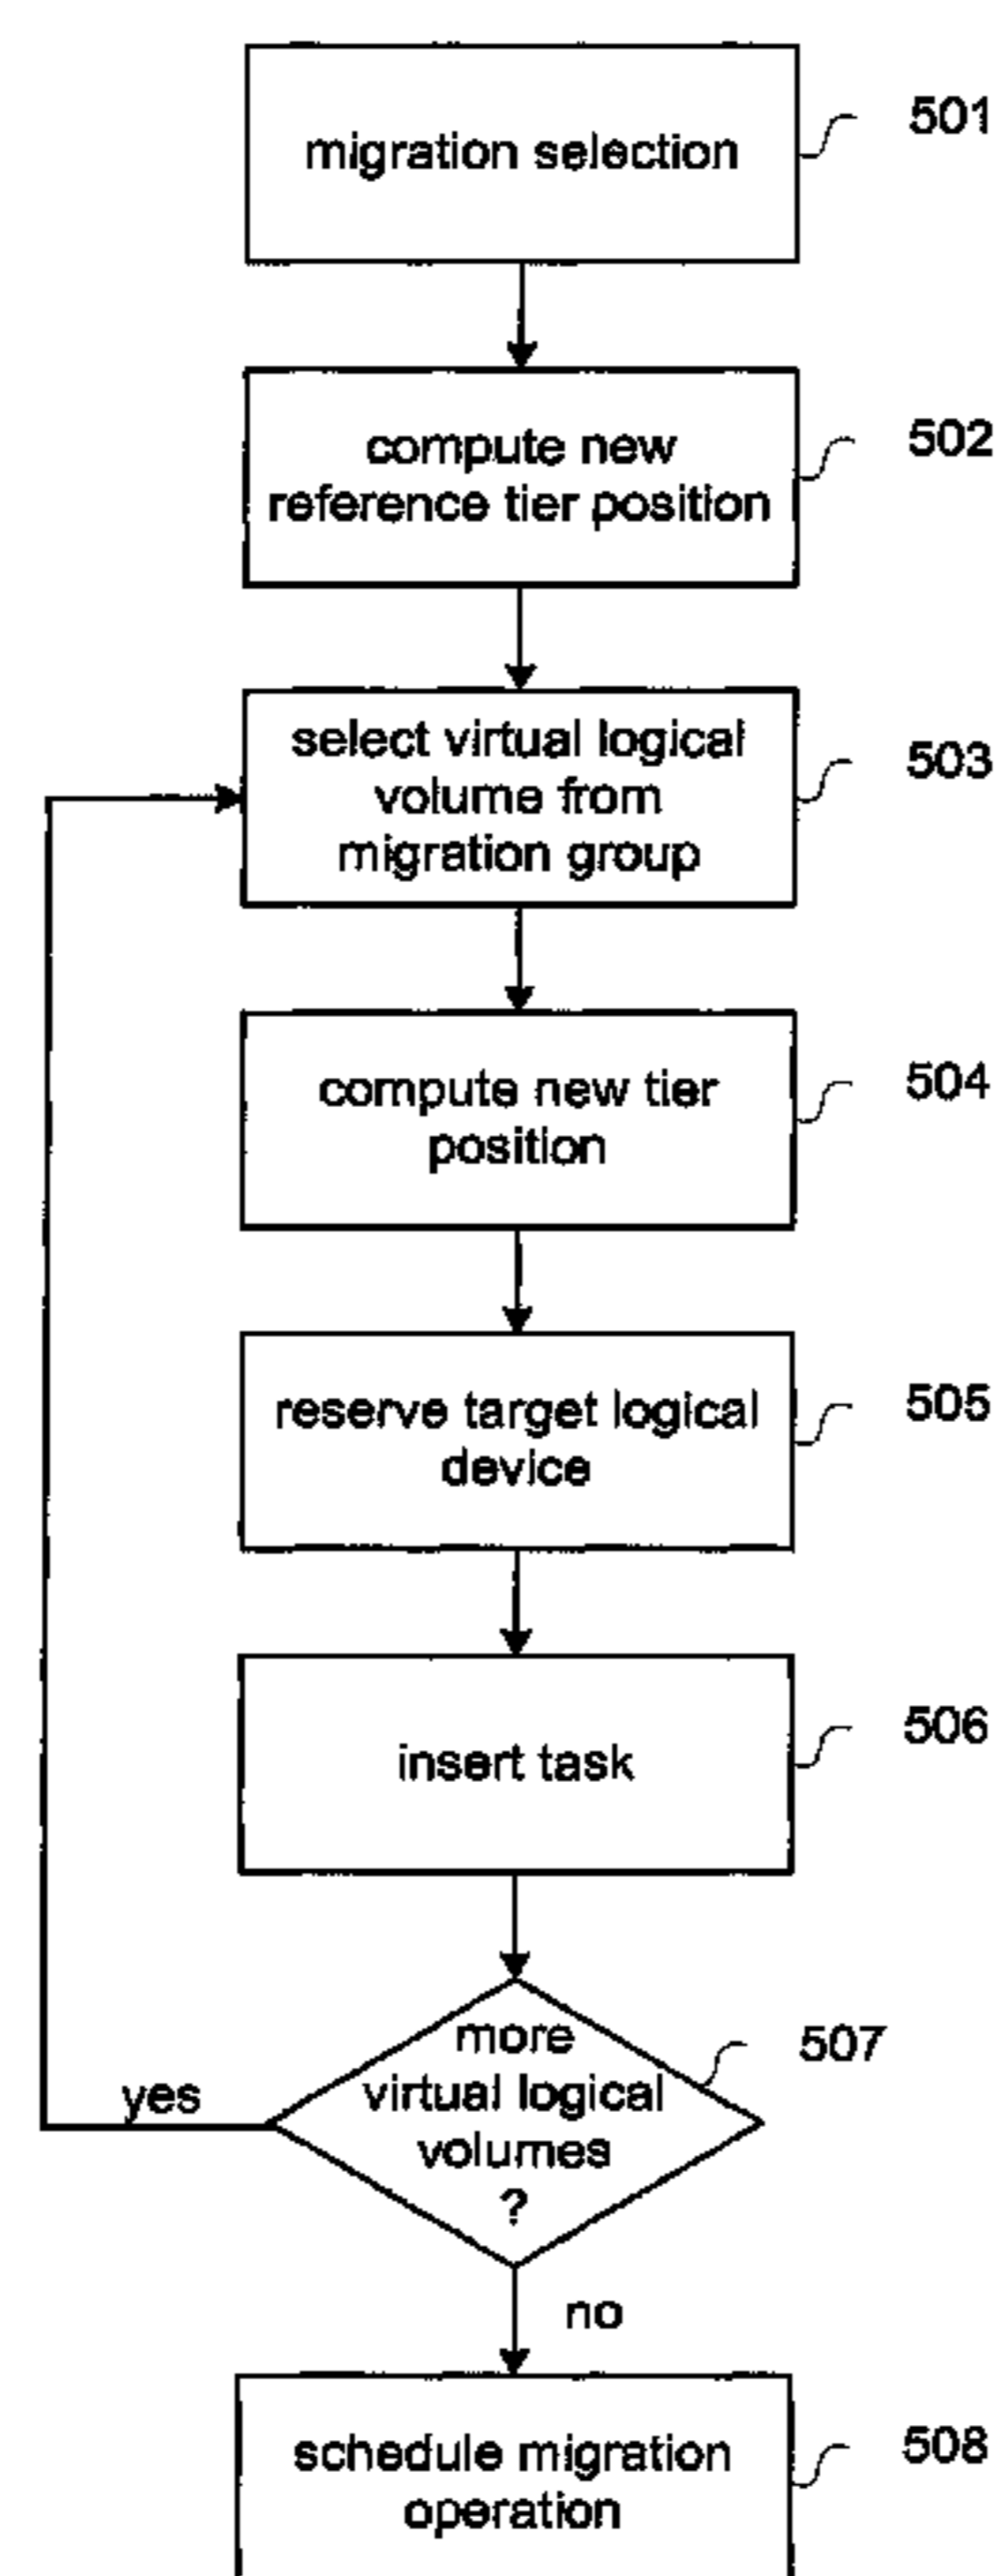 migration selection
501
compute new
reference tier position
502
select virtual logical
volume from
migration group
503
compute new tier
position
504
reserve target logical
device
505
insert task
506
more
virtual logical
volumes
?
507
yes
no
schedule migration
operation
508